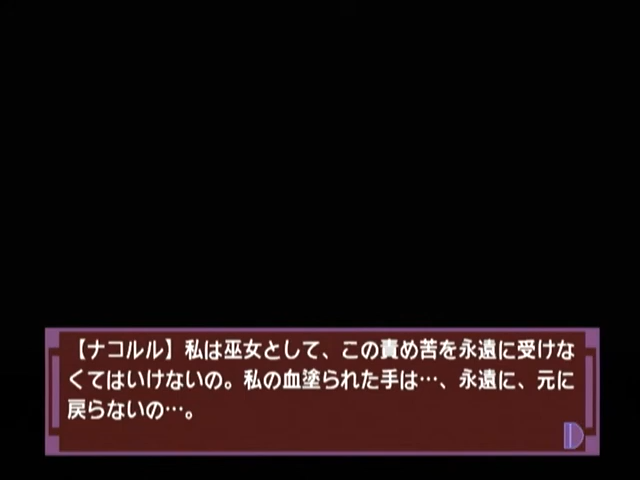 【ナコルル】私は巫女として、この責め苦を永遠に受けな
くてはいけないの。私の血塗られた手は…、永遠に、元に
戻らないの…。